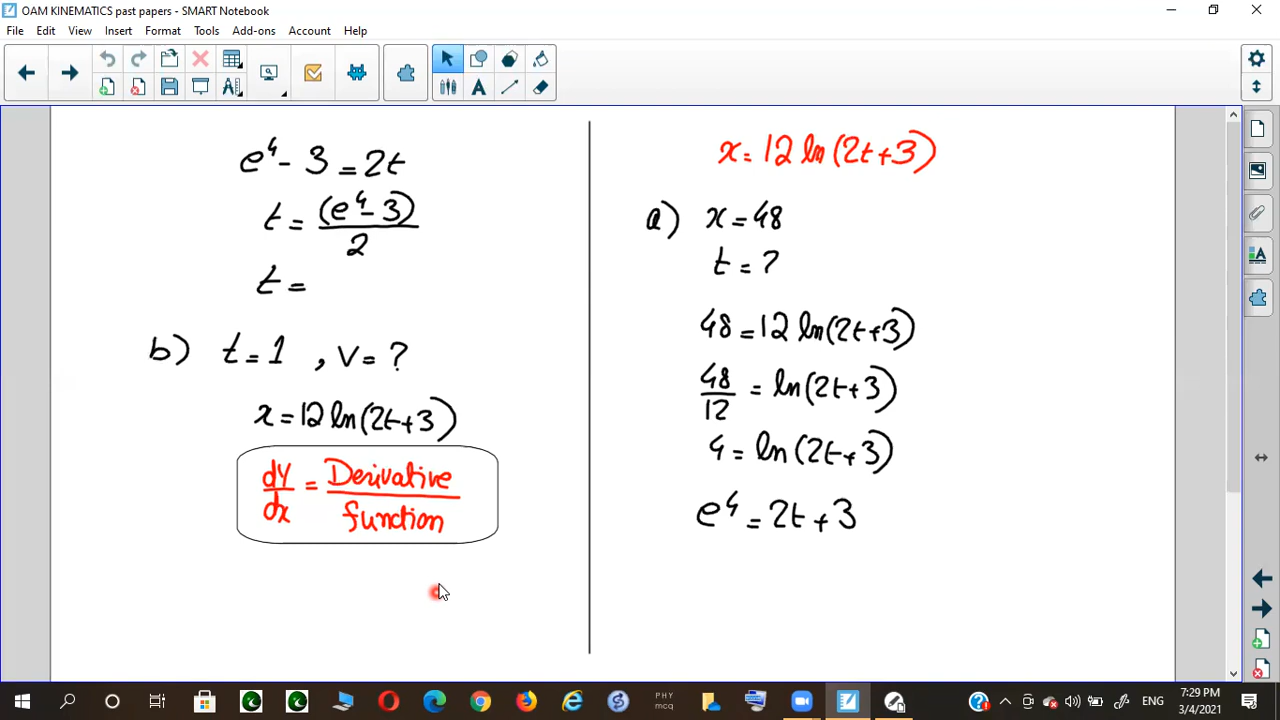 OAM KINEMATICS past papers - SMART Notebook
File Edit View Insert Format Tools Add-ons Account Help
e⁴ - 3 = 2t
t = (e⁴ - 3) / 2
t =
b) t = 1 , v = ?
x = 12 ln(2t+3)
dy/dx = Derivative / function
x = 12 ln(2t+3)
a) x = 48
t = ?
48 = 12 ln(2t+3)
48/12 = ln(2t+3)
4 = ln(2t+3)
e⁴ = 2t + 3
PHY
mcq
ENG
7:29 PM
3/4/2021